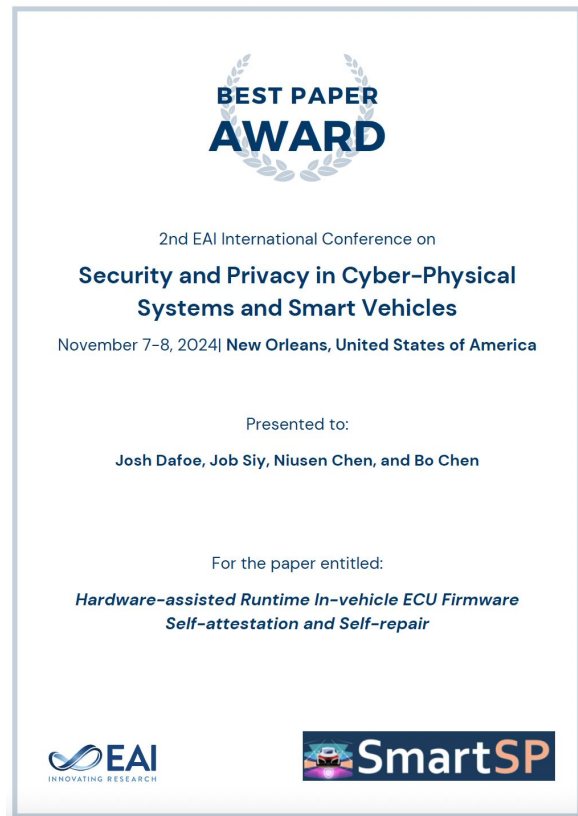 BEST PAPER
AWARD
2nd EAI International Conference on
Security and Privacy in Cyber-Physical
Systems and Smart Vehicles
November 7-8, 2024| New Orleans, United States of America
Presented to:
Josh Dafoe, Job Siy, Niusen Chen, and Bo Chen
For the paper entitled:
Hardware-assisted Runtime In-vehicle ECU Firmware
Self-attestation and Self-repair
EAI
INNOVATING RESEARCH
SmartSP